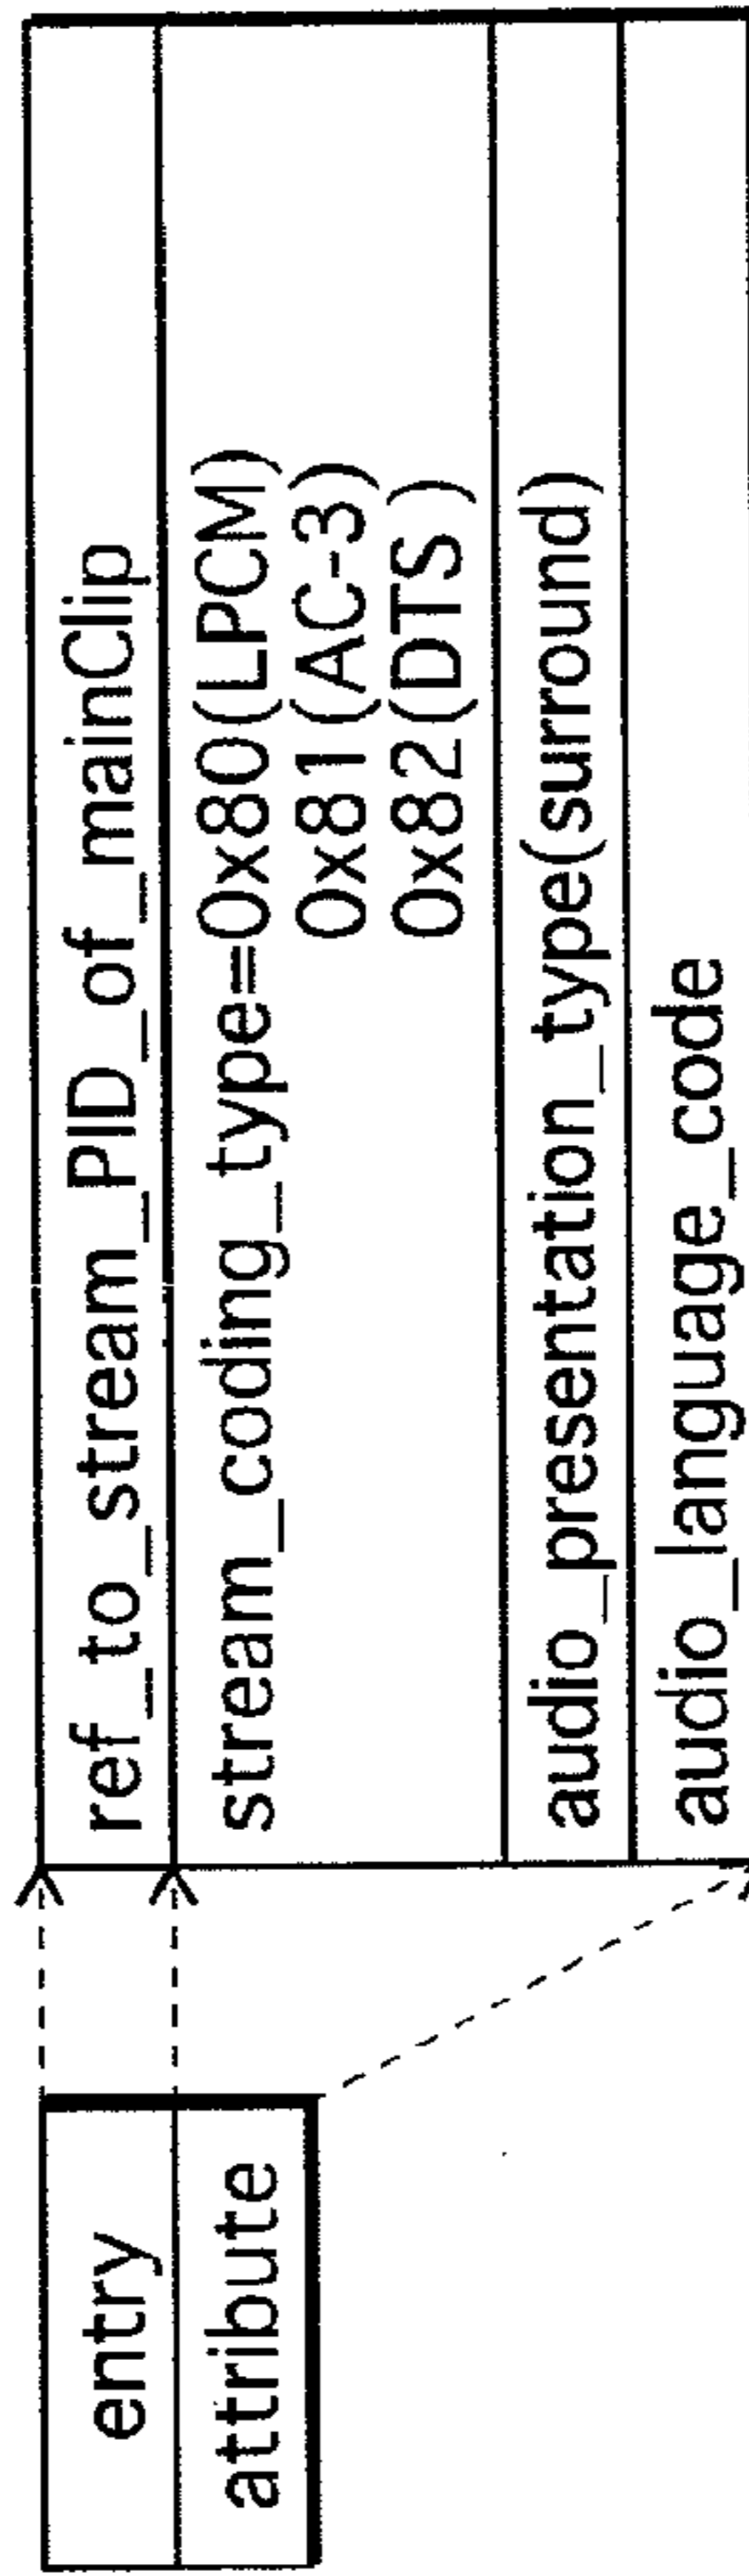 entry
attribute
ref_to_stream_PID_of_mainClip
stream_coding_type=0x80(LPCM)
0x81(AC-3)
0x82(DTS )
audio_presentation_type(surround)
audio_language_code